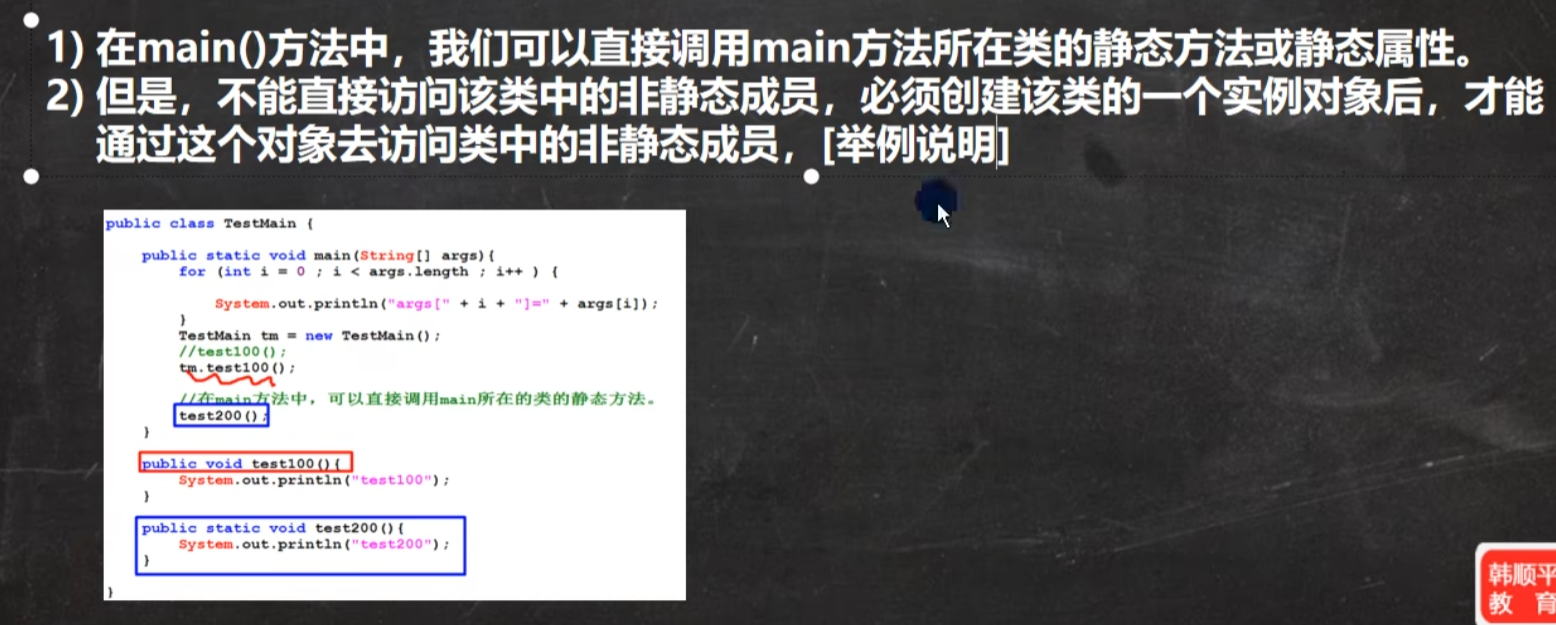 1) 在main()方法中，我们可以直接调用main方法所在类的静态方法或静态属性。
2) 但是，不能直接访问该类中的非静态成员，必须创建该类的一个实例对象后，才能
通过这个对象去访问类中的非静态成员，[举例说明]
public class TestMain {
public static void main(String[] args){
for (int i = 0 ; i < args.length ; i++ ) {
System.out.println("args[" + i + "]=" + args[i]);
}
TestMain tm = new TestMain();
//test100();
tm.test100();
//在main方法中，可以直接调用main所在的类的静态方法。
test200();
}
public void test100(){
System.out.println("test100");
}
public static void test200(){
System.out.println("test200");
}
}
韩顺平
教 育